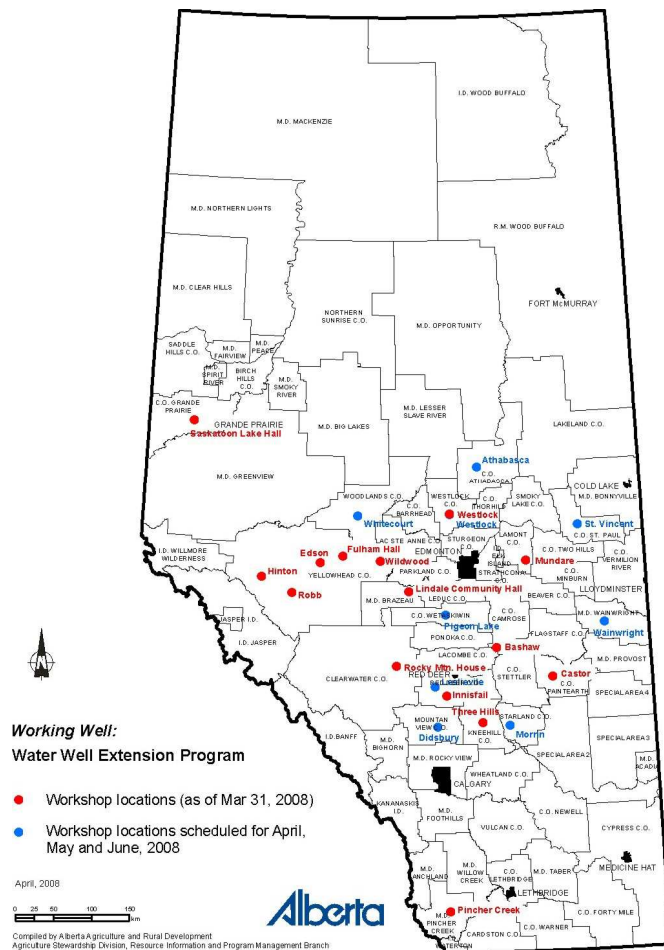 I.D. WOOD BUFFALO
M.D. MACKENZIE
M.D. NORTHERN LIGHTS
R.M. WOOD BUFFALO
M.D. CLEAR HILLS
FORT McMURRAY
NORTHERN
SUNRISE C.O.
M.D. OPPORTUNITY
SADDLE
HILLS C.O.
M.D.
FAIRVIEW
M.D.
PEACE
M.D.
SPIRIT
RIVER
BIRCH
HILLS
C.O.
M.D.
SMOKY
RIVER
C.O. GRANDE
PRAIRIE
Saskatoon Lake Hall
GRANDE PRAIRIE
M.D. BIG LAKES
M.D. LESSER
SLAVE RIVER
LAKELAND C.O.
M.D. GREENVIEW
Athabasca
C.O.
ATHABASCA
COLD LAKE
M.D. BONNYVILLE
WOODLANDS C.O.
Whitecourt
C.O.
BARRHEAD
WESTLOCK
C.O.
Westlock
Westlock
C.O.
THORHILD
SMOKY
LAKE C.O.
St. Vincent
C.O. ST. PAUL
I.D. WILLMORE
WILDERNESS
Hinton
Edson
Fulham Hall
YELLOWHEAD C.O.
Robb
Wildwood
LAC STE ANNE C.O.
EDMONTON
STURGEON
C.O.
PARKLAND C.O.
I.D.
ELK
ISLAND
STRATHCONA
C.O.
LAMONT
C.O.
Mundare
C.O. TWO HILLS
C.O.
MINBURN
C.O.
VERMILION
RIVER
LLOYDMINSTER
Lindale Community Hall
M.D. BRAZEAU
LEDUC C.O.
BEAVER C.O.
M.D. WAINWRIGHT
Wainwright
C.O. WETASKIWIN
Pigeon Lake
C.O.
CAMROSE
FLAGSTAFF C.O.
JASPER I.D.
I.D. JASPER
PONOKA C.O.
Bashaw
LACOMBE C.O.
M.D. PROVOST
CLEARWATER C.O.
Rocky Mtn. House
RED DEER
Leslieville
Innisfail
C.O.
STETTLER
Castor
C.O.
PAINTEARTH
SPECIAL AREA 4
Three Hills
KNEEHILL
C.O.
STARLAND C.O.
Morrin
MOUNTAIN
VIEW C.O.
Didsbury
SPECIAL AREA 2
SPECIAL AREA 3
M.D.
ACADIA
I.D. BANFF
M.D.
BIGHORN
M.D. ROCKY VIEW
CALGARY
WHEATLAND C.O.
KANANASKIS
I.D.
M.D.
FOOTHILLS
VULCAN C.O.
C.O. NEWELL
CYPRESS C.O.
M.D.
RANCHLAND
M.D.
WILLOW
CREEK
C.O.
LETHBRIDGE
M.D. TABER
MEDICINE HAT
LETHBRIDGE
Pincher Creek
M.D.
PINCHER
CREEK
CARDSTON C.O.
C.O. WARNER
C.O. FORTY MILE
WATERTON
N
Working Well:
Water Well Extension Program
Workshop locations (as of Mar 31, 2008)
Workshop locations scheduled for April,
May and June, 2008
April, 2008
0 25 50 100 150
km
Alberta
Compiled by Alberta Agriculture and Rural Development
Agriculture Stewardship Division, Resource Information and Program Management Branch